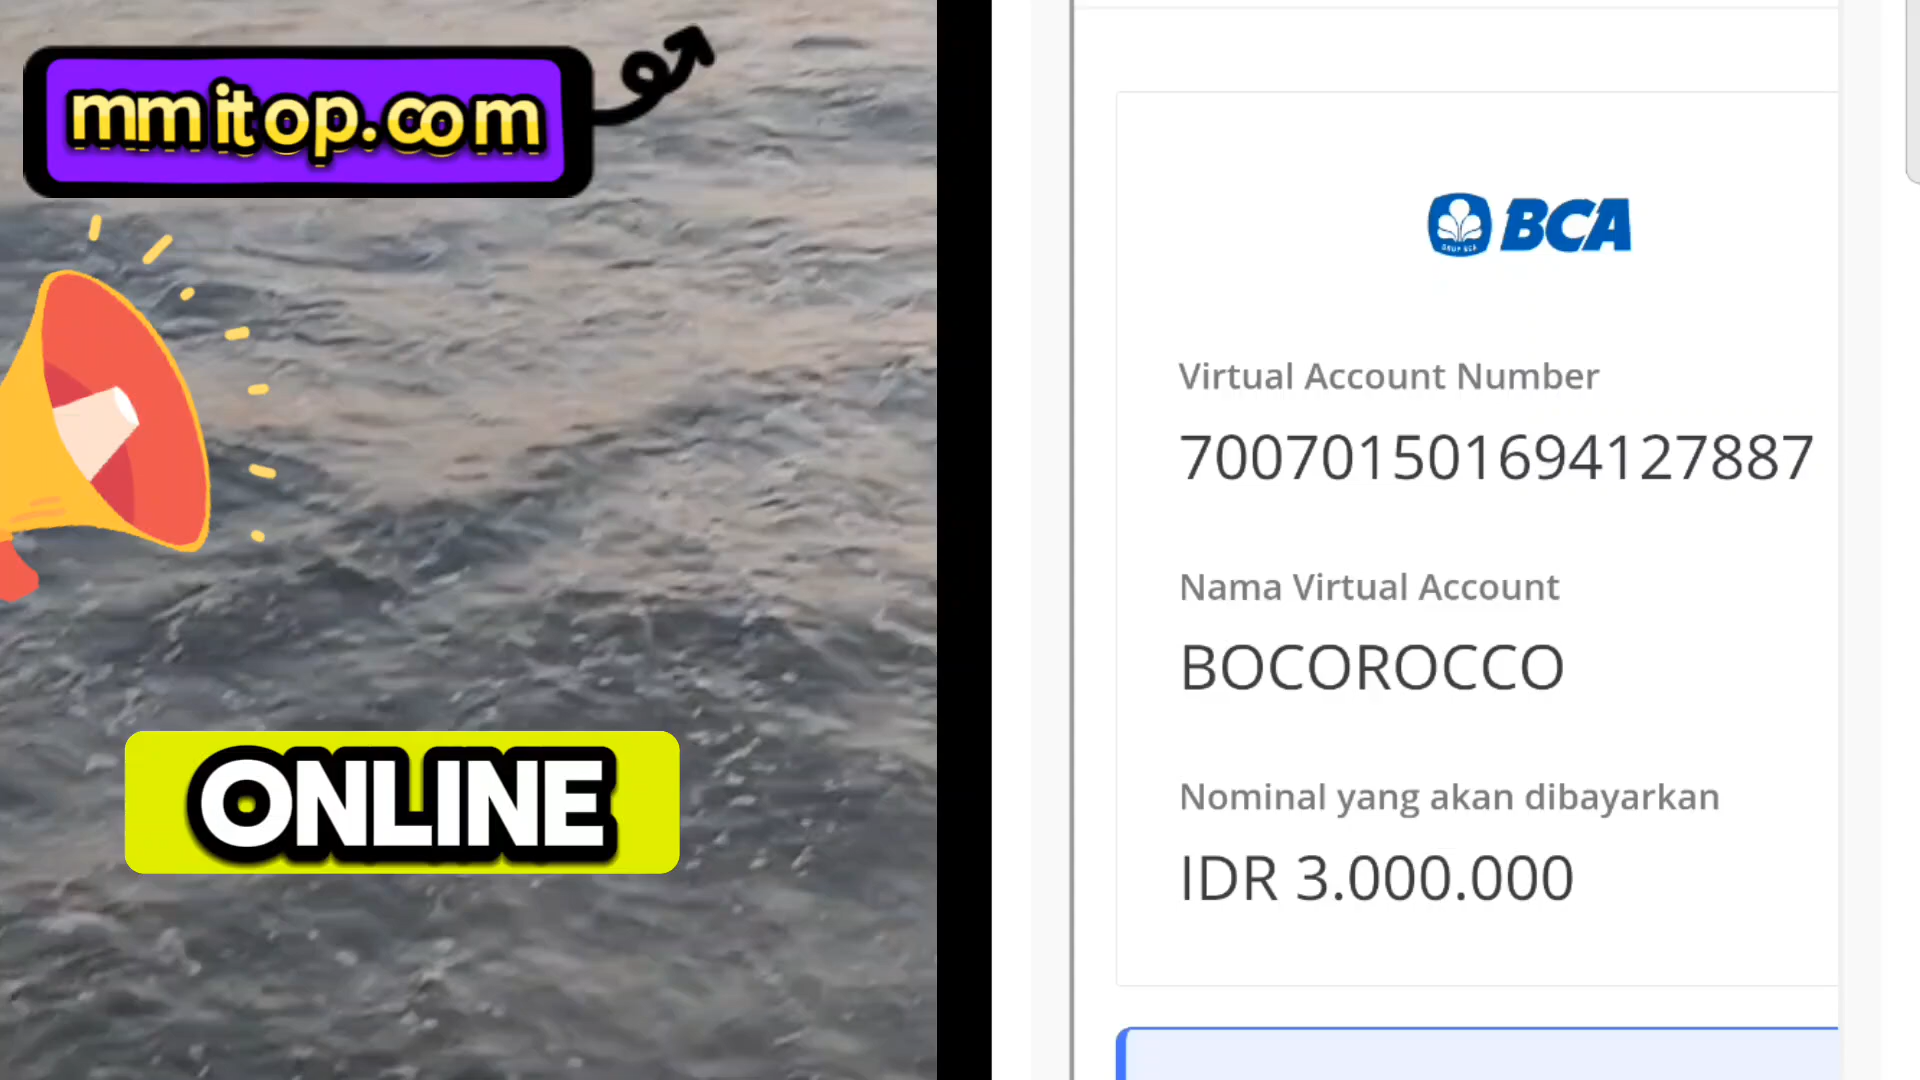 mmitop.com
ONLINE
BCA
Virtual Account Number
700701501694127887
Nama Virtual Account
BOCOROCCO
Nominal yang akan dibayarkan
IDR 3.000.000